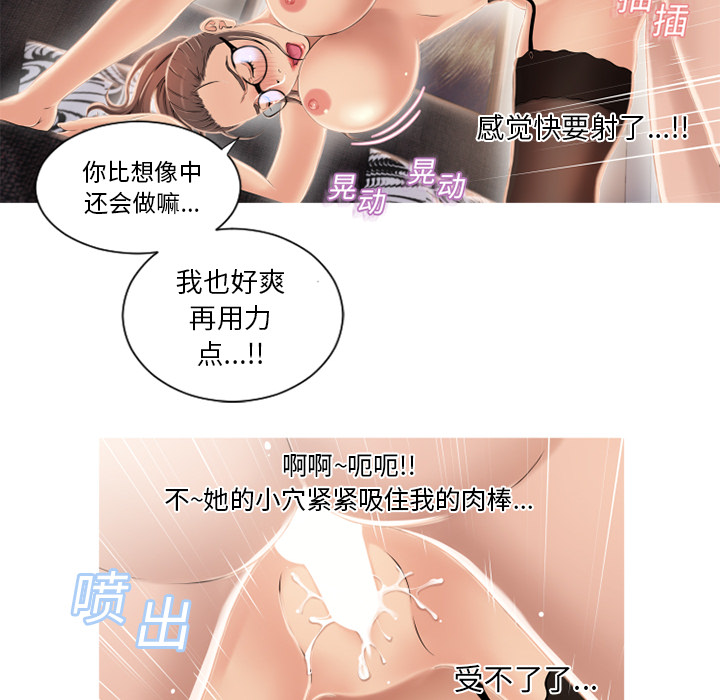 插
插
感觉快要射了...!!
你比想像中
还会做嘛...
晃动
晃动
我也好爽
再用力
点...!!
啊啊~呃呃!!
不~她的小穴紧紧吸住我的肉棒...
喷出
受不了了...